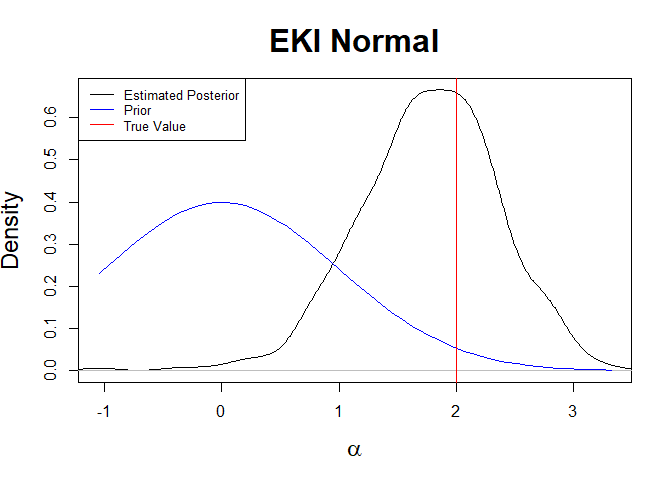 EKI Normal
Estimated Posterior
Prior
True Value
Density
0.0
0.1
0.2
0.3
0.4
0.5
0.6
-1
0
1
2
3
α